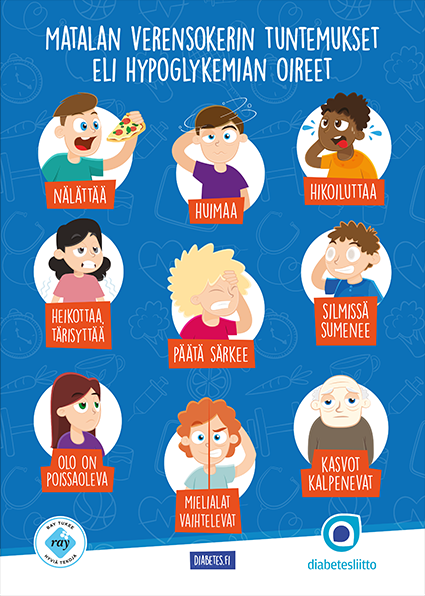 MATALAN VERENSOKERIN TUNTEMUKSET
ELI HYPOGLYKEMIAN OIREET
NÄLÄTTÄÄ
HUIMAA
HIKOILUTTAA
HEIKOTTAA,
TÄRISYTTÄÄ
PÄÄTÄ SÄRKEE
SILMISSÄ
SUMENEE
OLO ON
POISSAOLEVA
MIELIALAT
VAIHTELEVAT
KASVOT
KALPENEVAT
RAY TUKEE
ray
HYVIÄ TEKOJA
DIABETES.FI
diabetesliitto